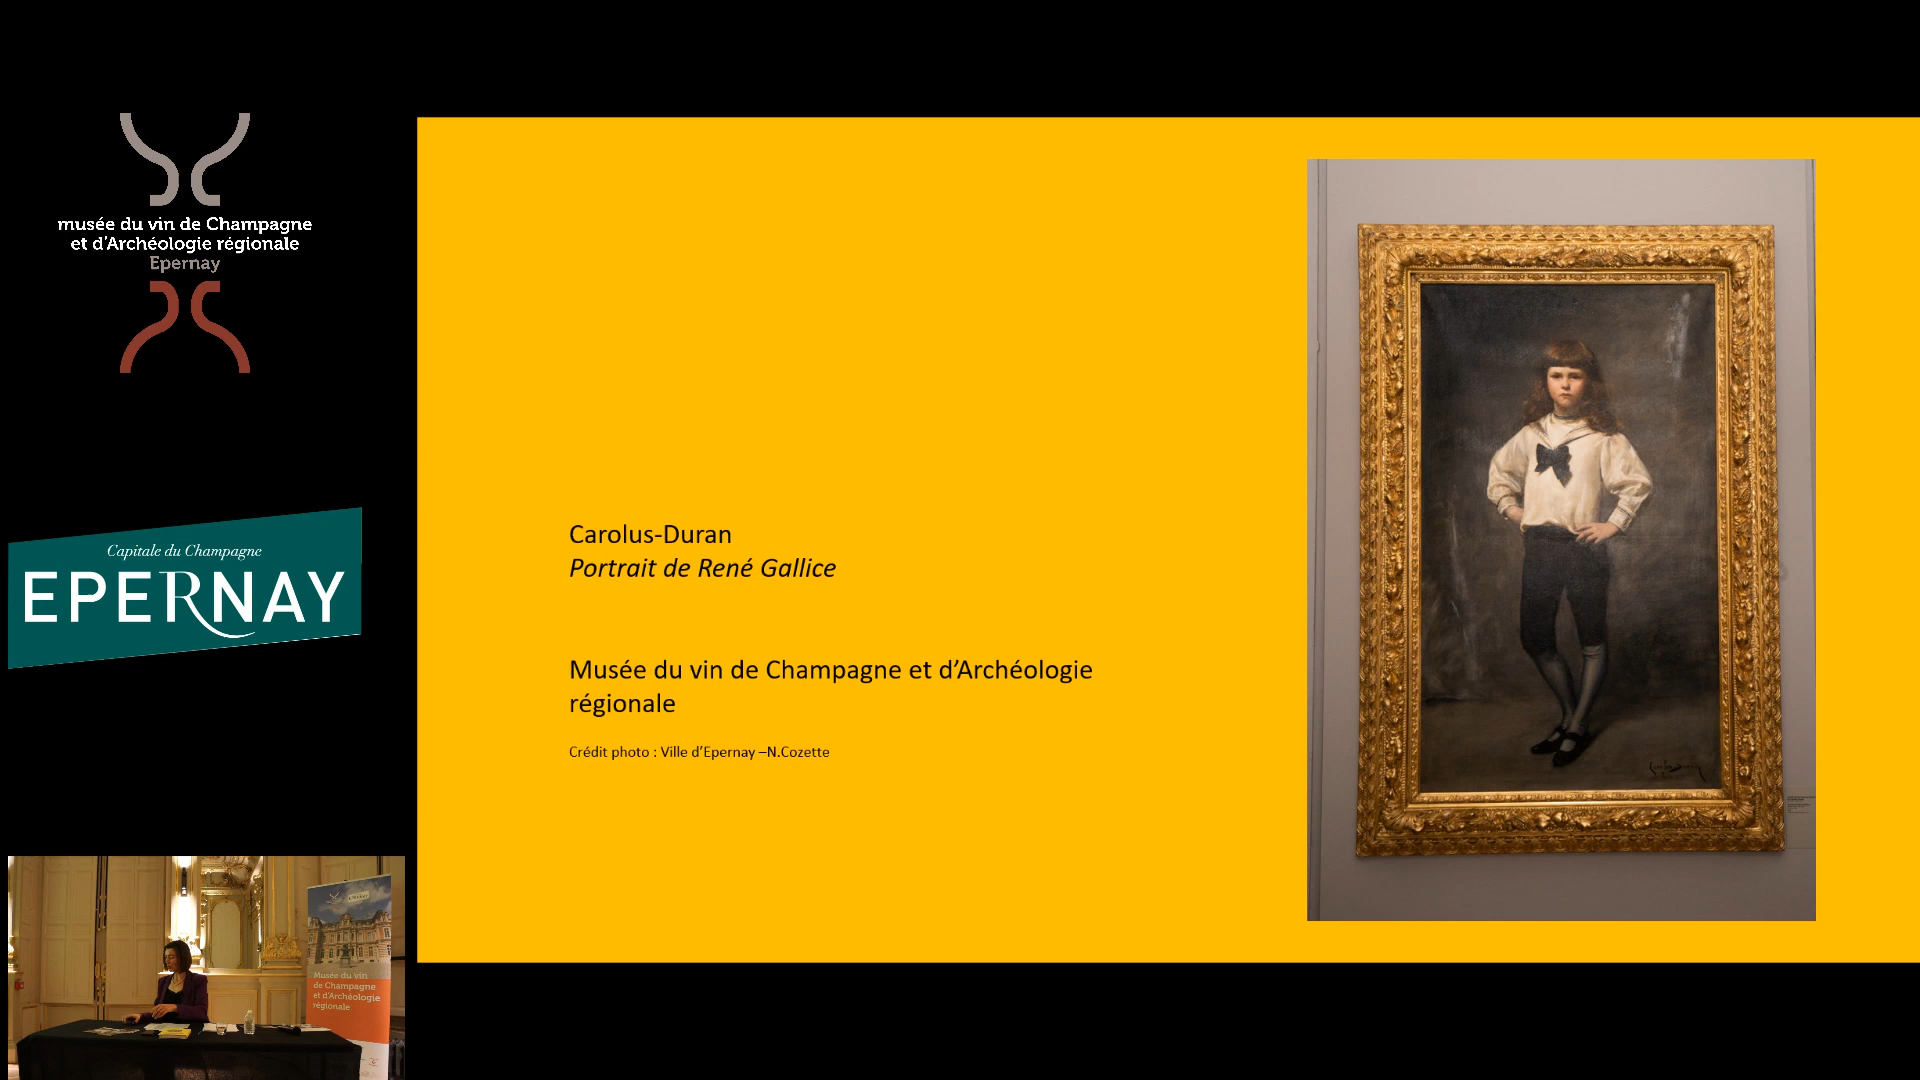 musée du vin de Champagne
et d'Archéologie régionale
Epernay
Capitale du Champagne
EPERNAY
Carolus-Duran
Portrait de René Gallice
Musée du vin de Champagne et d’Archéologie
régionale
Crédit photo : Ville d’Epernay –N.Cozette
Carolus-Duran
Musée du vin
de Champagne
et d'Archéologie
régionale